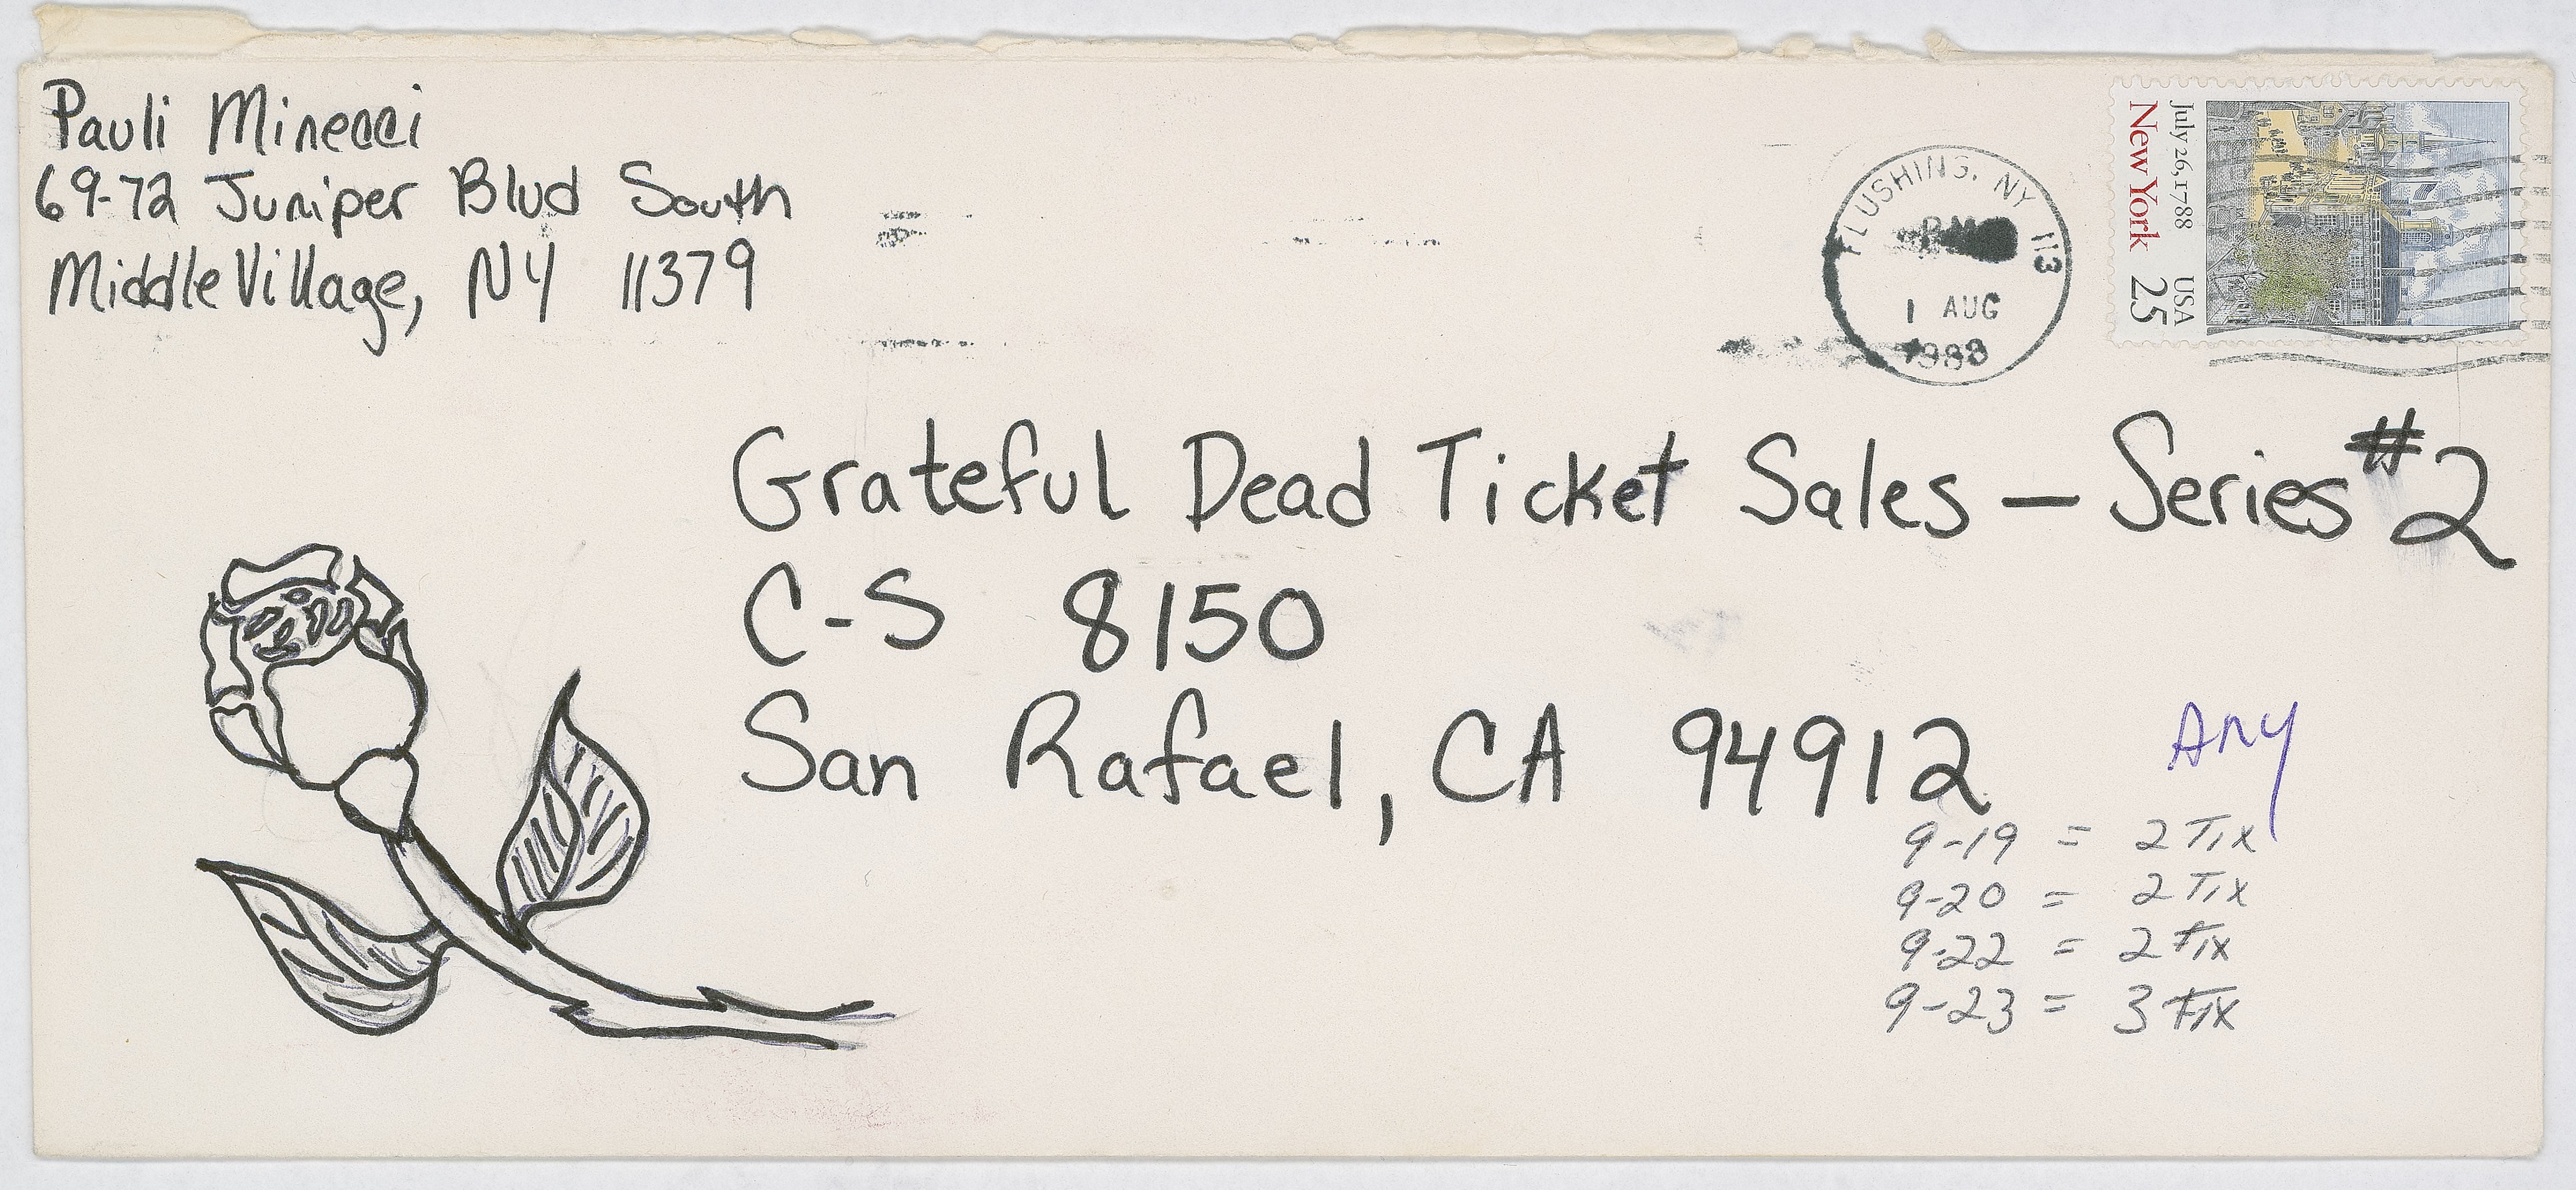 Pauli Minecci
69-72 Juniper Blvd South
Middle Village, NY 11379
FLUSHING, NY 113
PM
1 AUG
1988
July 26, 1788 USA
New York 25
Grateful Dead Ticket Sales — Series #2
C-S 8150
San Rafael, CA 94912
Any
9-19 = 2 Tix
9-20 = 2 Tix
9-22 = 2 Tix
9-23 = 3 Tix